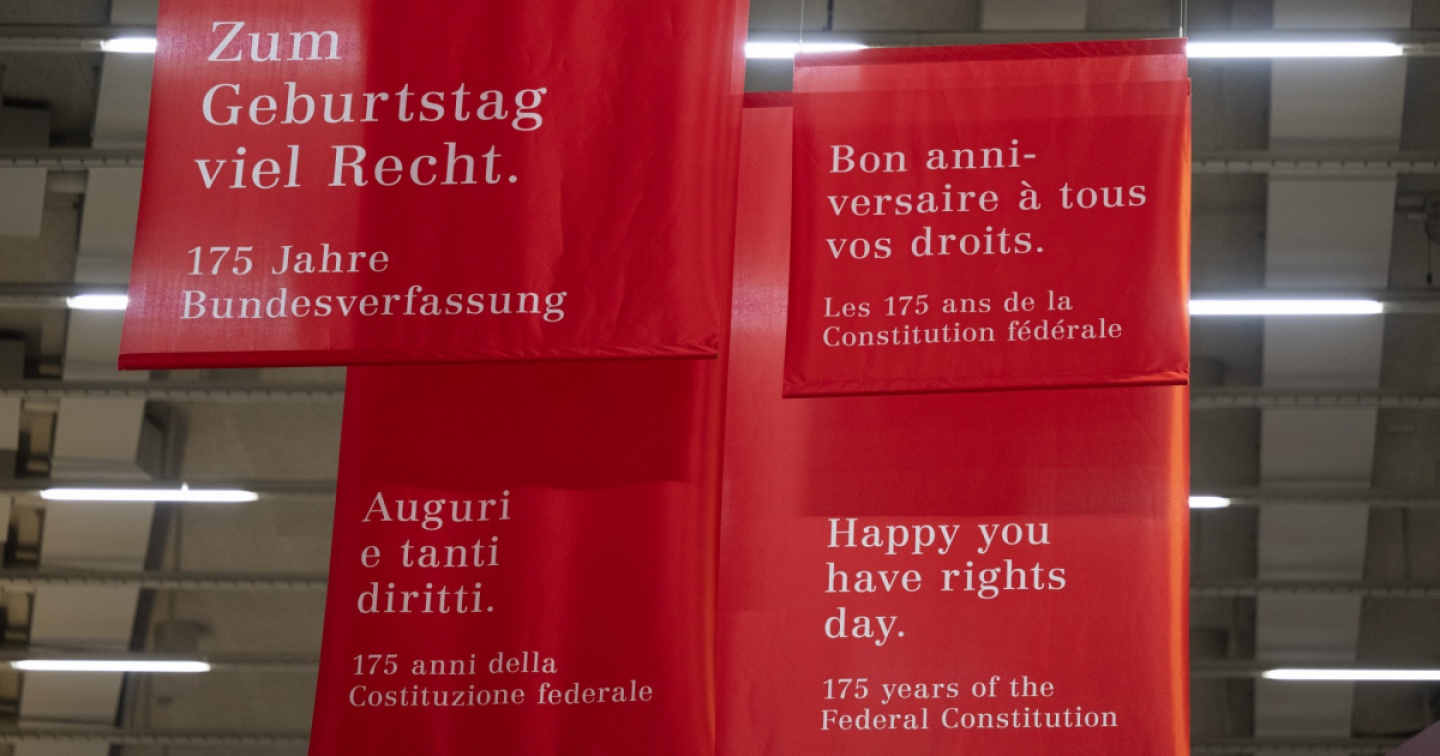 Zum
Geburtstag
viel Recht.
175 Jahre
Bundesverfassung
Bon anni-
versaire à tous
vos droits.
Les 175 ans de la
Constitution fédérale
Auguri
e tanti
diritti.
175 anni della
Costituzione federale
Happy you
have rights
day.
175 years of the
Federal Constitution